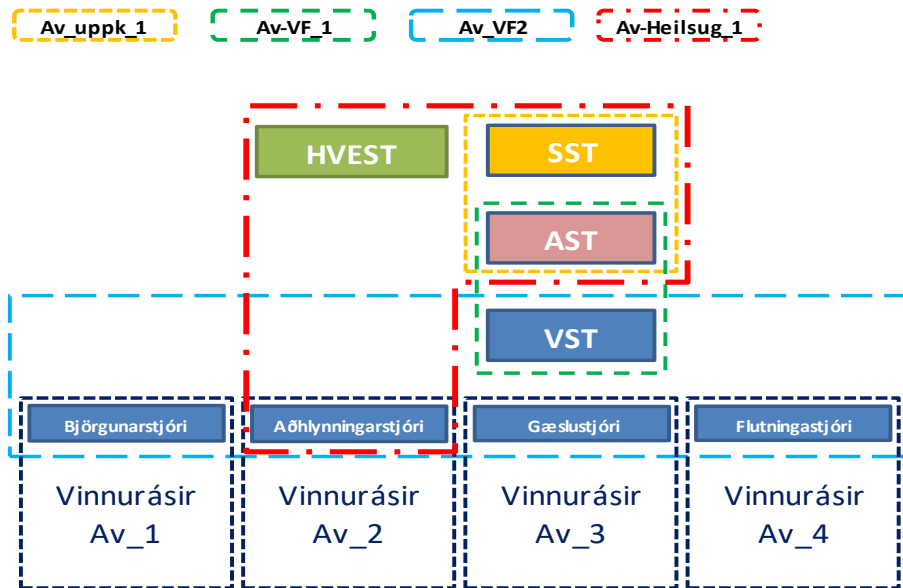 Av_uppk_1
Av-VF_1
Av_VF2
Av-Heilsug_1
HVEST
SST
AST
VST
Björgunarstjóri
Aðhlynningarstjóri
Gæslustjóri
Flutningastjóri
Vinnurásir
Av_1
Vinnurásir
Av_2
Vinnurásir
Av_3
Vinnurásir
Av_4